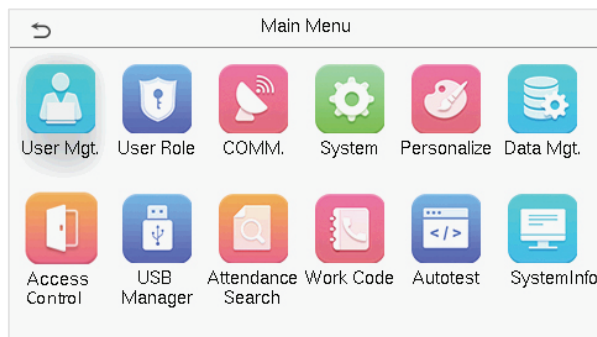 Main Menu
User Mgt. User Role COMM. System Personalize Data Mgt.
Access Control USB Manager Attendance Search Work Code Autotest SystemInfo